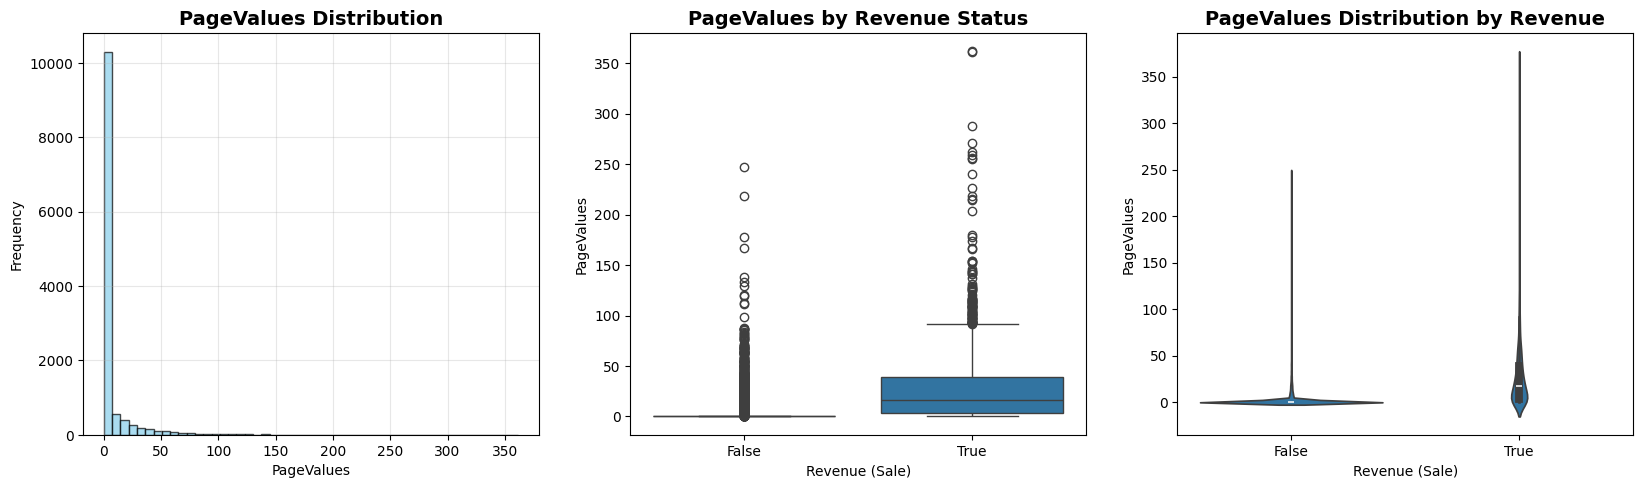 PageValues Distribution
Frequency
10000
8000
6000
4000
2000
0
0 50 100 150 200 250 300 350
PageValues
PageValues by Revenue Status
PageValues
350
300
250
200
150
100
50
0
False True
Revenue (Sale)
PageValues Distribution by Revenue
PageValues
350
300
250
200
150
100
50
0
False True
Revenue (Sale)